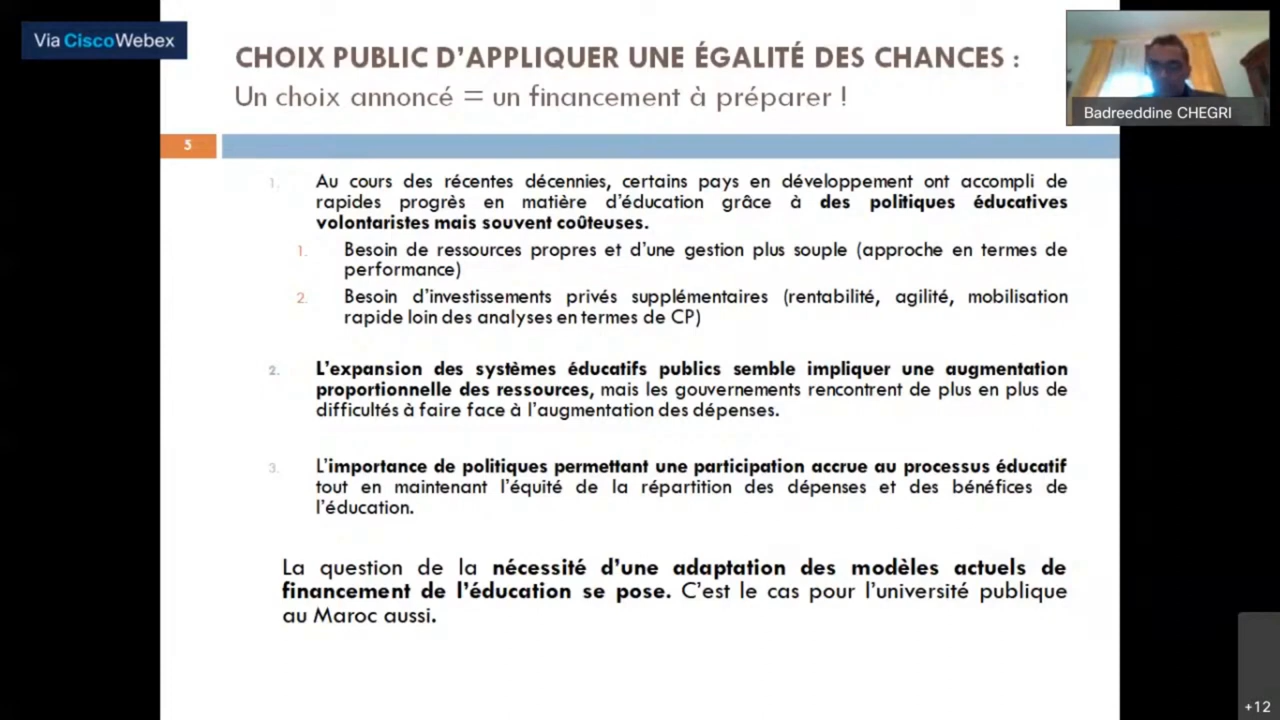 Via CiscoWebex
CHOIX PUBLIC D'APPLIQUER UNE ÉGALITÉ DES CHANCES :
Un choix annoncé = un financement à préparer !
Badreeddine CHEGRI
5
1. Au cours des récentes décennies, certains pays en développement ont accompli de
rapides progrès en matière d'éducation grâce à des politiques éducatives
volontaristes mais souvent coûteuses.
1. Besoin de ressources propres et d'une gestion plus souple (approche en termes de
performance)
2. Besoin d'investissements privés supplémentaires (rentabilité, agilité, mobilisation
rapide loin des analyses en termes de CP)
2. L'expansion des systèmes éducatifs publics semble impliquer une augmentation
proportionnelle des ressources, mais les gouvernements rencontrent de plus en plus de
difficultés à faire face à l'augmentation des dépenses.
3. L'importance de politiques permettant une participation accrue au processus éducatif
tout en maintenant l'équité de la répartition des dépenses et des bénéfices de
l'éducation.
La question de la nécessité d'une adaptation des modèles actuels de
financement de l'éducation se pose. C'est le cas pour l'université publique
au Maroc aussi.
+12